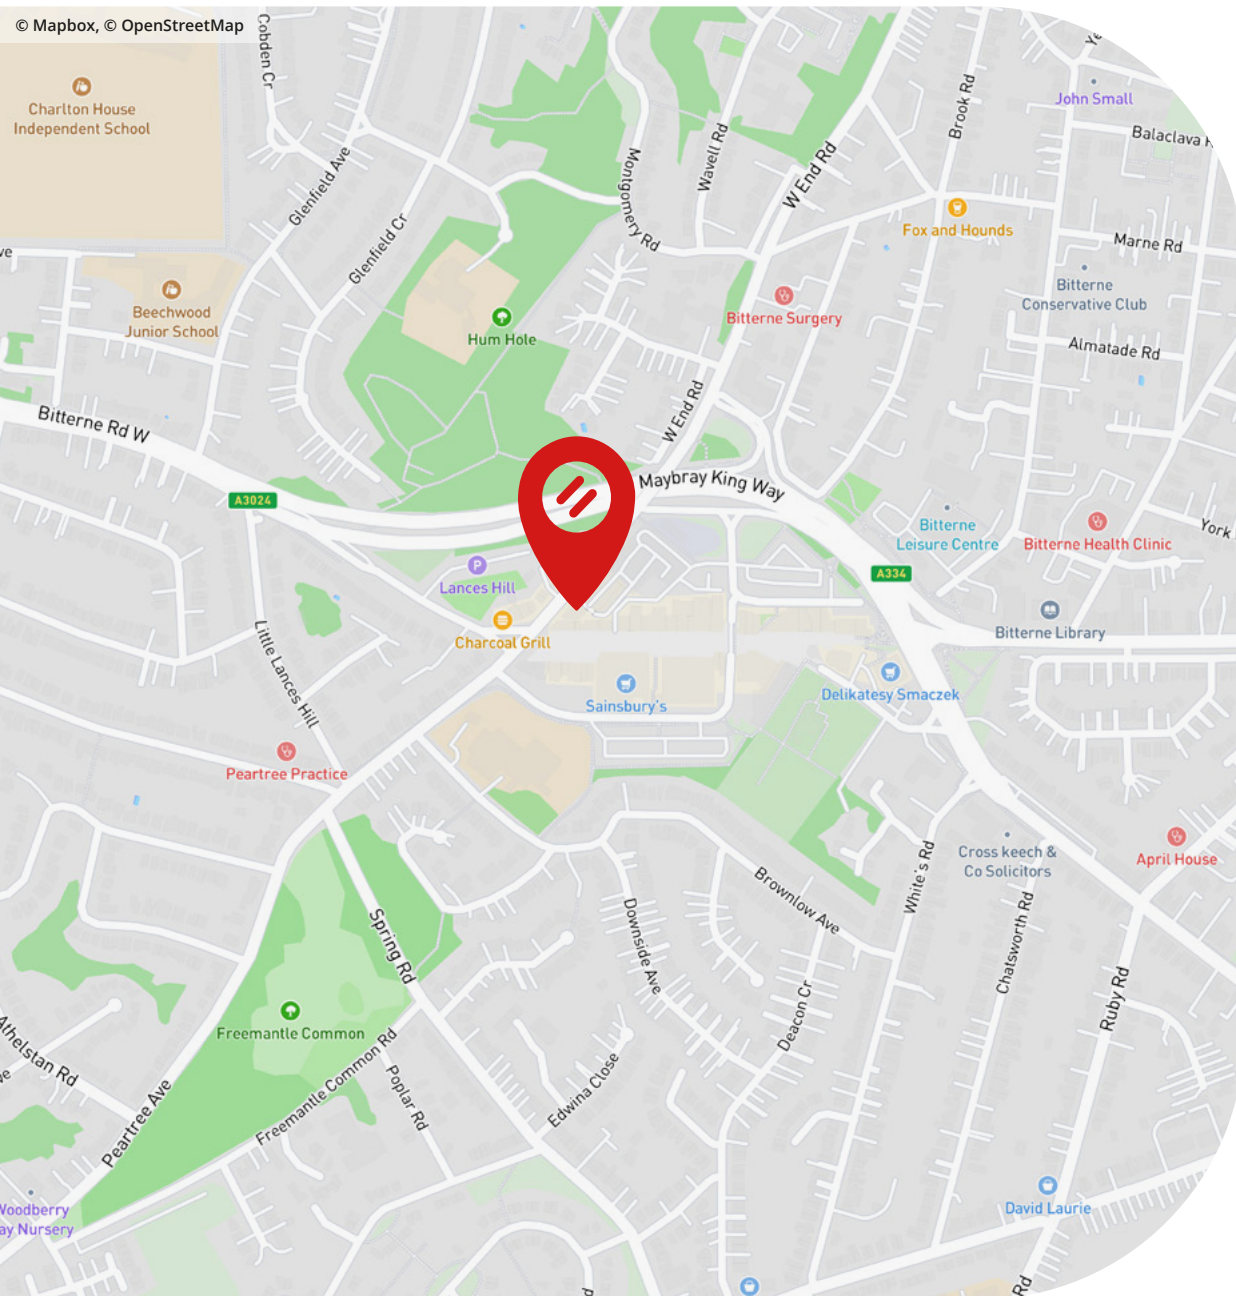 © Mapbox, © OpenStreetMap
Cobden Cr
Charlton House
Independent School
Glenfield Ave
Glenfield Cr
Montgomery Rd
Wavell Rd
W End Rd
Brook Rd
John Small
Balaclava
Fox and Hounds
Marne Rd
Beechwood
Junior School
Hum Hole
Bitterne Surgery
Bitterne
Conservative Club
Almatade Rd
Bitterne Rd W
W End Rd
Maybray King Way
A3024
Bitterne
Leisure Centre
Bitterne Health Clinic
York
A334
P
Lances Hill
Charcoal Grill
Bitterne Library
Little Lances Hill
Sainsbury's
Delikatesy Smaczek
Peartree Practice
Cross keech &
Co Solicitors
April House
White's Rd
Brownlow Ave
Downside Ave
Spring Rd
Chatsworth Rd
Ruby Rd
Deacon Cr
Freemantle Common
Athelstan Rd
Peartree Ave
Freemantle Common Rd
Poplar Rd
Edwina Close
Woodberry
ay Nursery
David Laurie
Rd